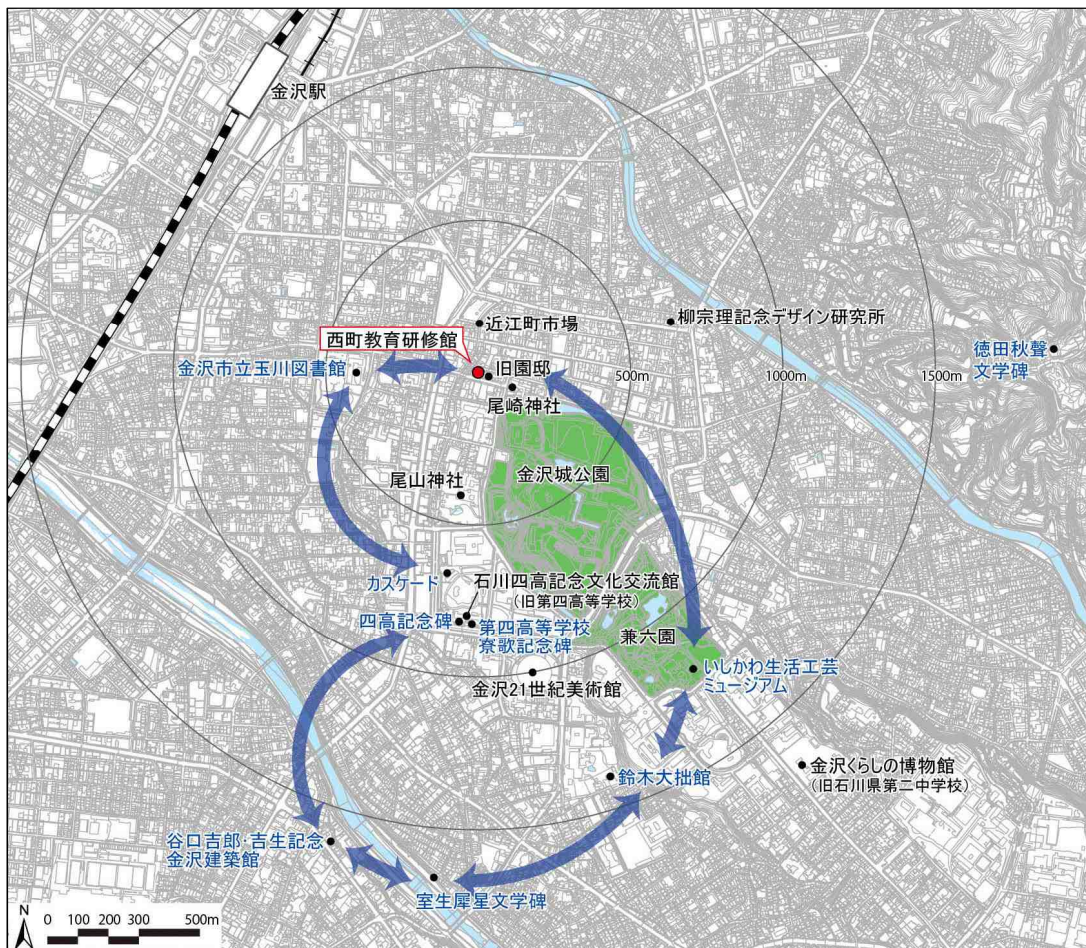 金沢駅
近江町市場
柳宗理記念デザイン研究所
西町教育研修館
徳田秋聲
文学碑
金沢市立玉川図書館
旧園邸
500m
1000m
1500m
尾崎神社
尾山神社
金沢城公園
カスケード
石川四高記念文化交流館
(旧第四高等学校)
四高記念碑
第四高等学校
寮歌記念碑
兼六園
いしかわ生活工芸
ミュージアム
金沢21世紀美術館
鈴木大拙館
金沢くらしの博物館
(旧石川県第二中学校)
谷口吉郎・吉生記念
金沢建築館
室生犀星文学碑
N
0 100 200 300 500m